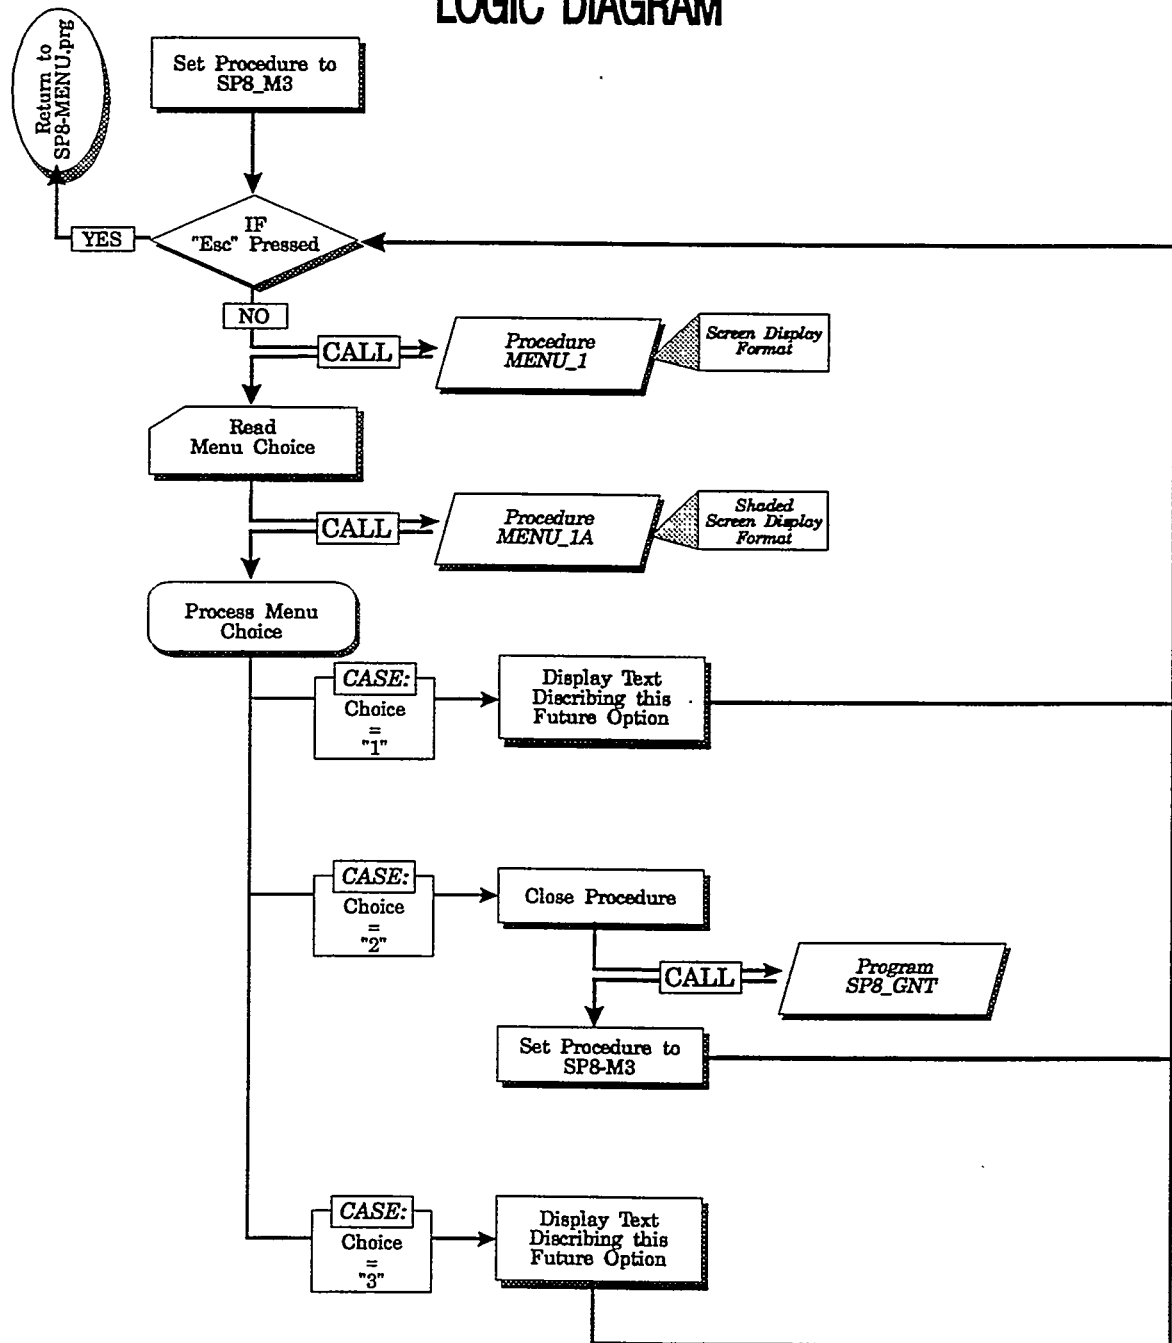 LOGIC DIAGRAM
Return to
SP8-MENU.prg
Set Procedure to
SP8_M3
IF
"Esc" Pressed
YES
NO
CALL
Procedure
MENU_1
Screen Display
Format
Read
Menu Choice
CALL
Procedure
MENU_1A
Shaded
Screen Display
Format
Process Menu
Choice
CASE:
Choice
=
"1"
Display Text
Discribing this
Future Option
CASE:
Choice
=
"2"
Close Procedure
CALL
Program
SP8_GNT
Set Procedure to
SP8-M3
CASE:
Choice
=
"3"
Display Text
Discribing this
Future Option